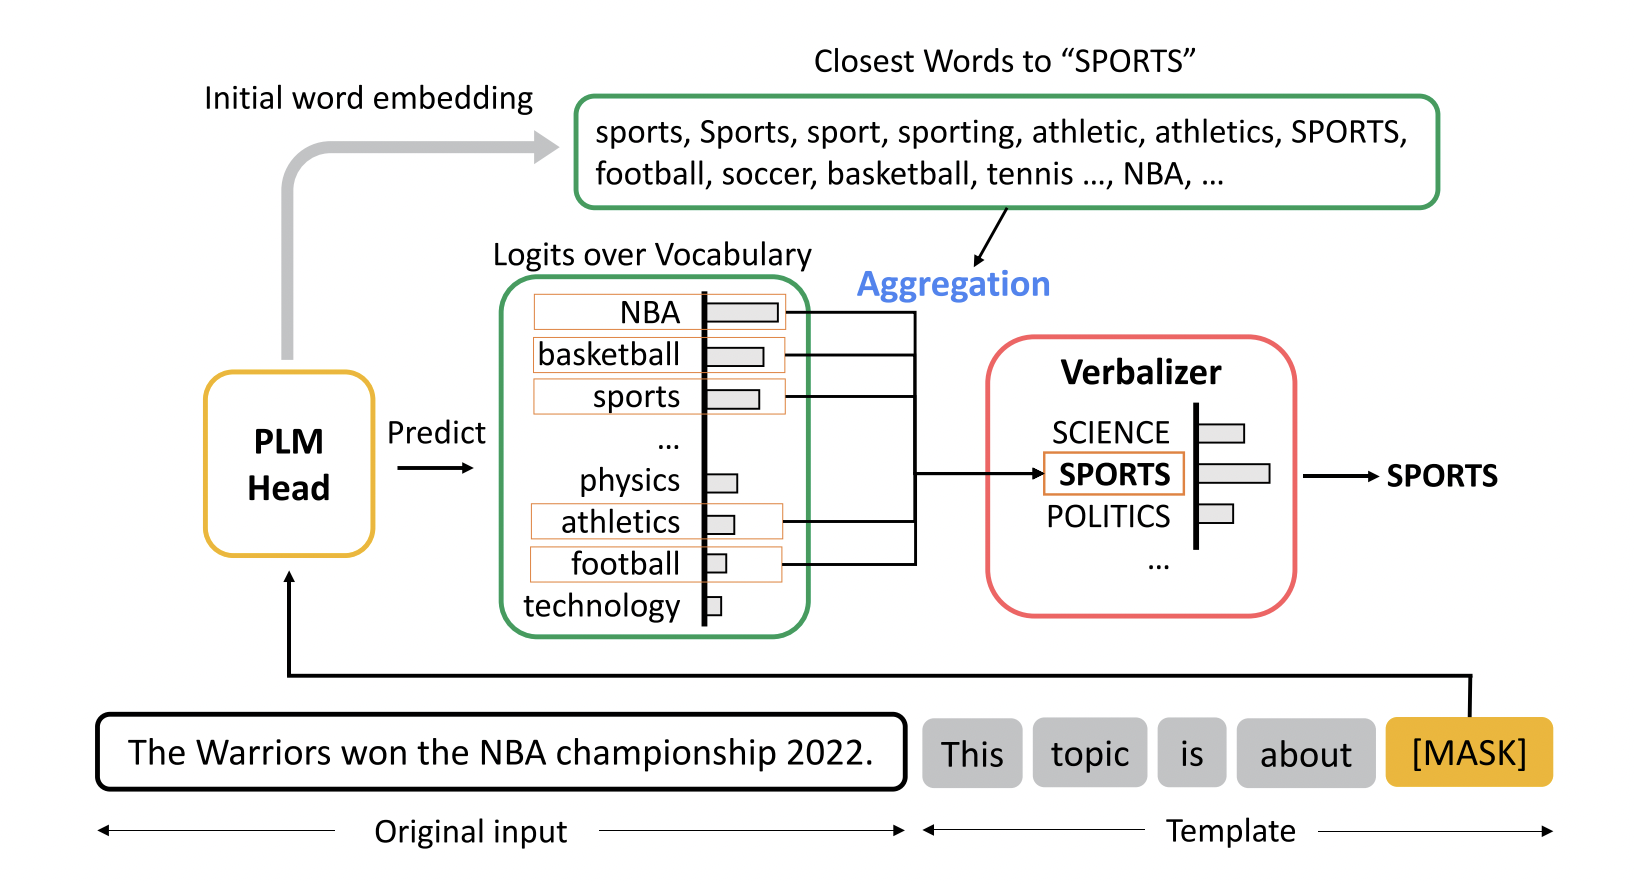 Closest Words to “SPORTS”
Initial word embedding
sports, Sports, sport, sporting, athletic, athletics, SPORTS,
football, soccer, basketball, tennis ..., NBA, ...
Logits over Vocabulary
Aggregation
NBA
basketball
sports
...
physics
athletics
football
technology
PLM
Head
Predict
Verbalizer
SCIENCE
SPORTS
POLITICS
...
SPORTS
The Warriors won the NBA championship 2022.
This topic is about [MASK]
Original input
Template